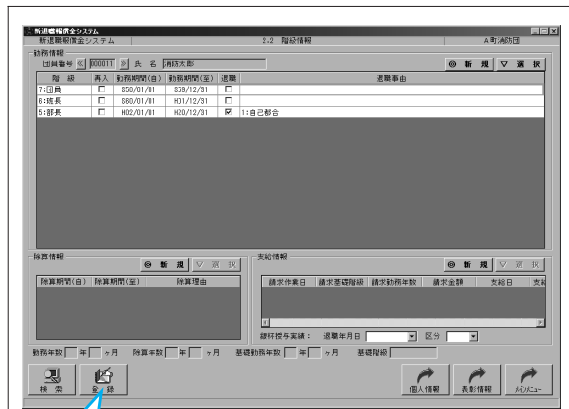 新退職報償金システム
新退職報償金システム 2.2 階級情報 A町消防団
勤務情報
団員番号 000011 氏 名 消防太郎 ◎ 新 規 ▽ 選 択
階 級 再入 勤務期間(自) 勤務期間(至) 退職 退職事由
7:団員 S50/01/01 S59/12/31
6:班長 S60/01/01 H01/12/31
5:部長 H02/01/01 H20/12/31 1:自己都合
除算情報 支給情報
◎ 新 規 ▽ 選 択 ◎ 新 規 ▽ 選 択
除算期間(自) 除算期間(至) 除算理由 請求作業日 請求基礎階級 請求勤務年数 請求金額 支給日 支給
銀杯授与実績: 退職年月日 区分
勤務年数 年 ヶ月 除算年数 年 ヶ月 基礎勤務年数 年 ヶ月 基礎階級
検 索 登 録 個人情報 表彰情報 メインメニュー